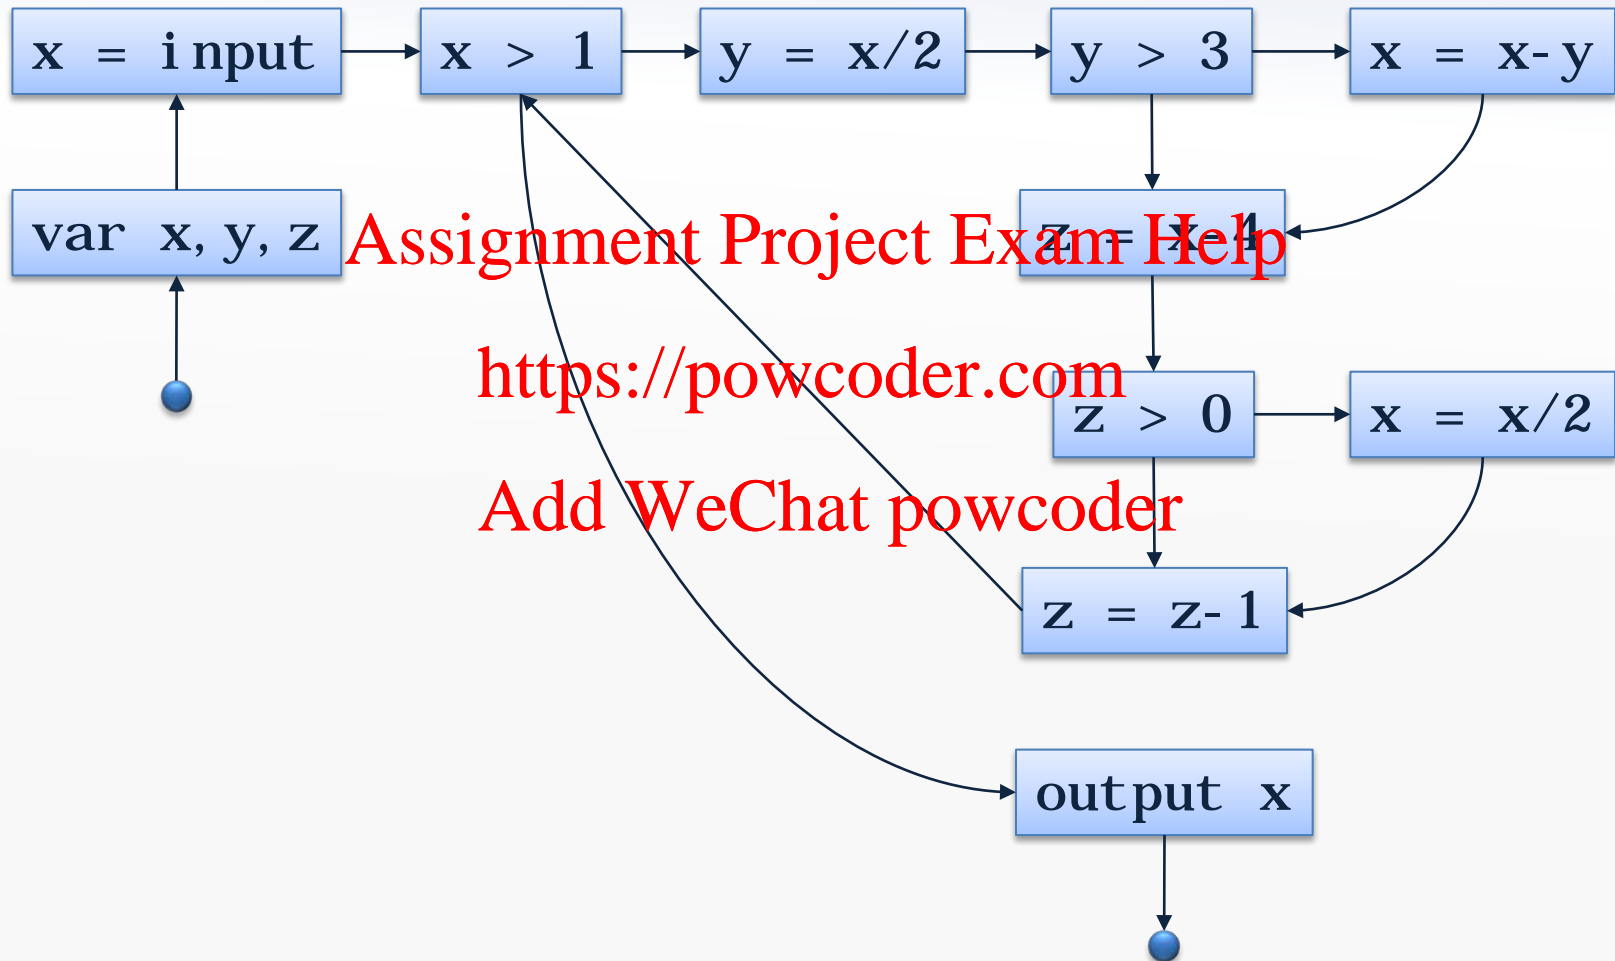 x = input
x > 1
y = x/2
y > 3
x = x-y
var x,y,z
Assignment Project Exam Help
z = x-4
https://powcoder.com
z > 0
x = x/2
Add WeChat powcoder
z = z-1
output x